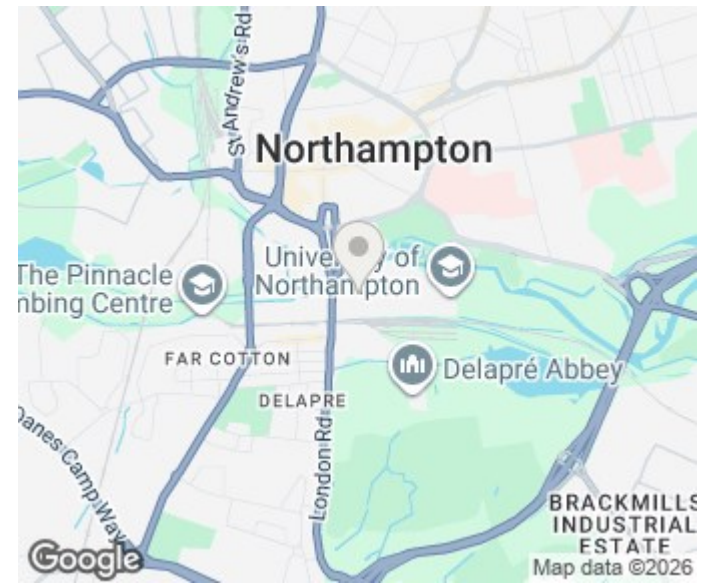 St Andrew's Rd
Northampton
University of
Northampton
The Pinnacle
mbing Centre
FAR COTTON
Delapré Abbey
DELAPRE
London Rd
Danes Camp Way
BRACKMILLS
INDUSTRIAL
ESTATE
Google
Map data ©2026